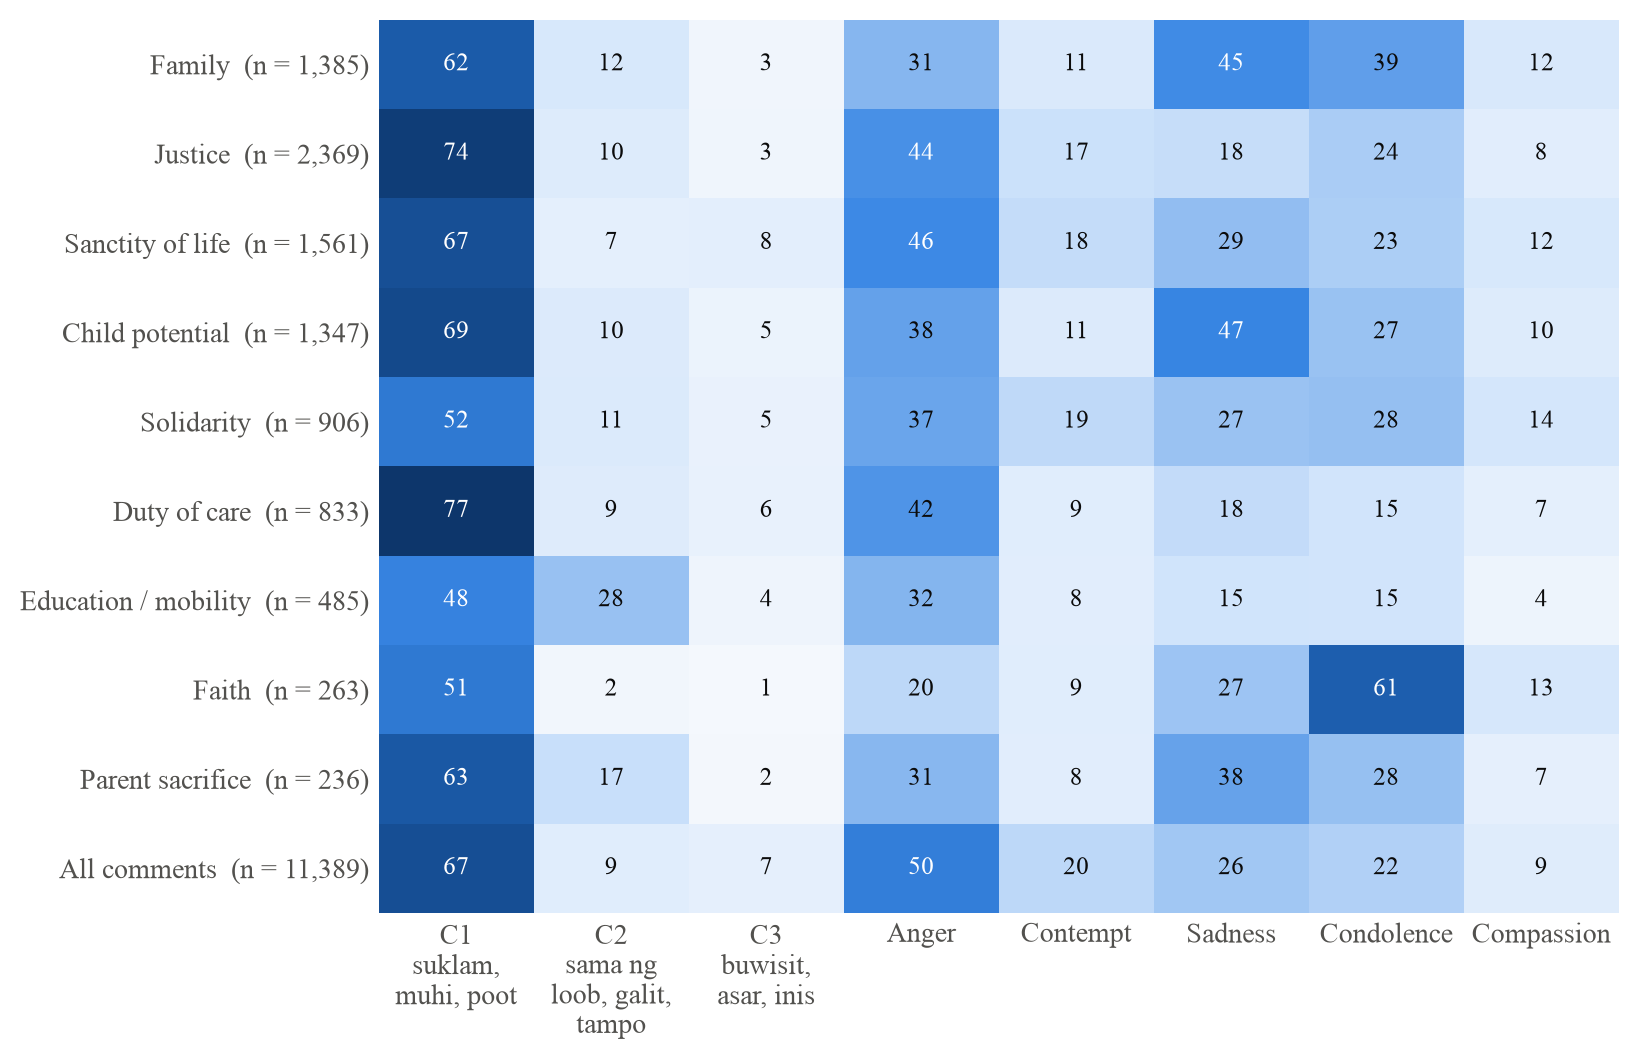 Family (n = 1,385) 62 12 3 31 11 45 39 12
Justice (n = 2,369) 74 10 3 44 17 18 24 8
Sanctity of life (n = 1,561) 67 7 8 46 18 29 23 12
Child potential (n = 1,347) 69 10 5 38 11 47 27 10
Solidarity (n = 906) 52 11 5 37 19 27 28 14
Duty of care (n = 833) 77 9 6 42 9 18 15 7
Education / mobility (n = 485) 48 28 4 32 8 15 15 4
Faith (n = 263) 51 2 1 20 9 27 61 13
Parent sacrifice (n = 236) 63 17 2 31 8 38 28 7
All comments (n = 11,389) 67 9 7 50 20 26 22 9
C1
suklam,
muhi, poot
C2
sama ng
loob, galit,
tampo
C3
buwisit,
asar, inis
Anger
Contempt
Sadness
Condolence
Compassion